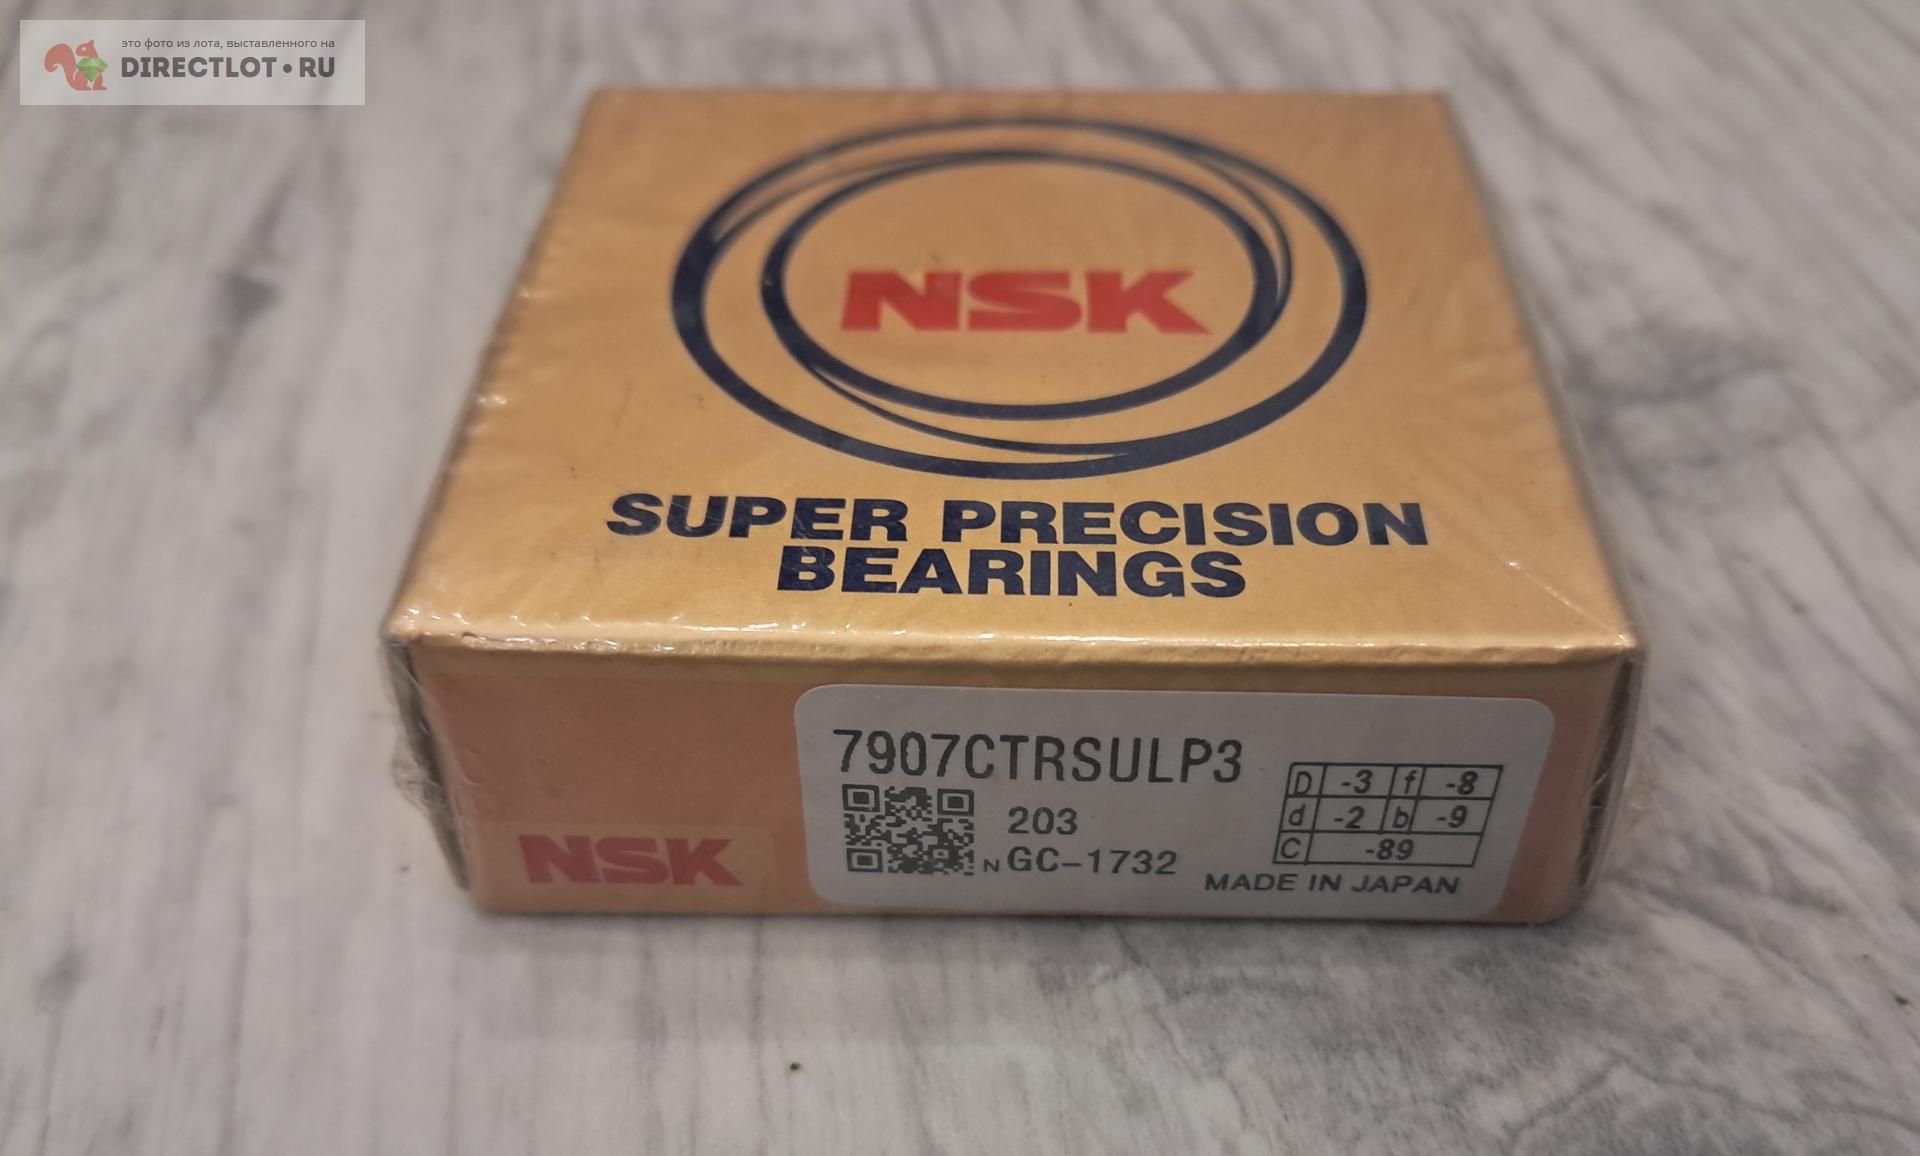 это фото из лота, выставленного на
DIRECTLOT•RU
NSK
SUPER PRECISION
BEARINGS
NSK
7907CTRSULP3
203
N GC-1732
D -3 f -8
d -2 b -9
C -89
MADE IN JAPAN